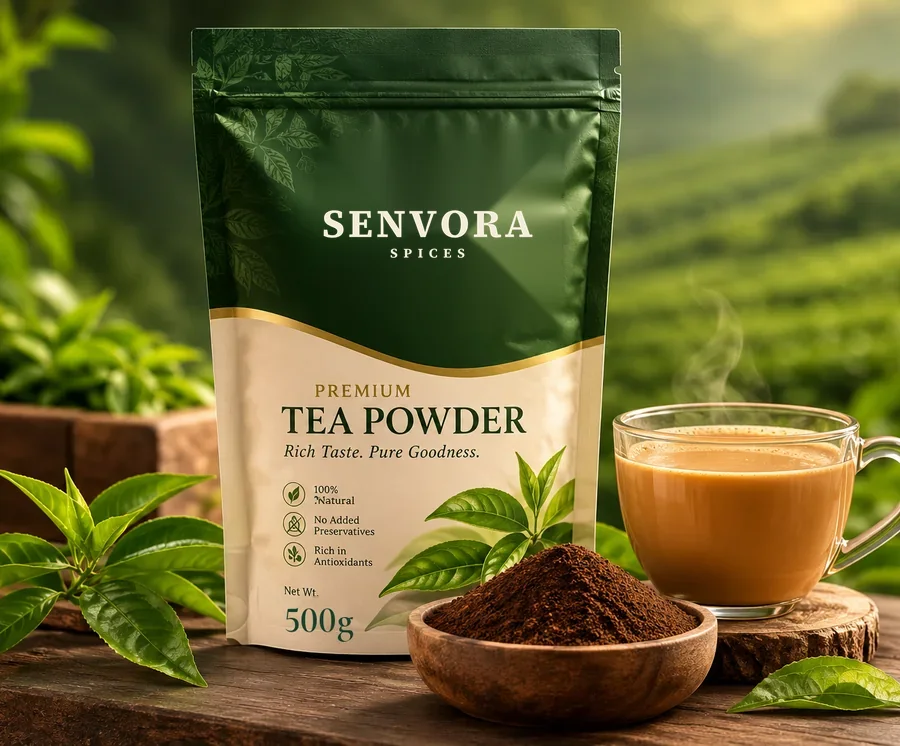 SENVORA
SPICES
PREMIUM
TEA POWDER
Rich Taste. Pure Goodness.
100%
Natural
No Added
Preservatives
Rich in
Antioxidants
Net Wt.
500g